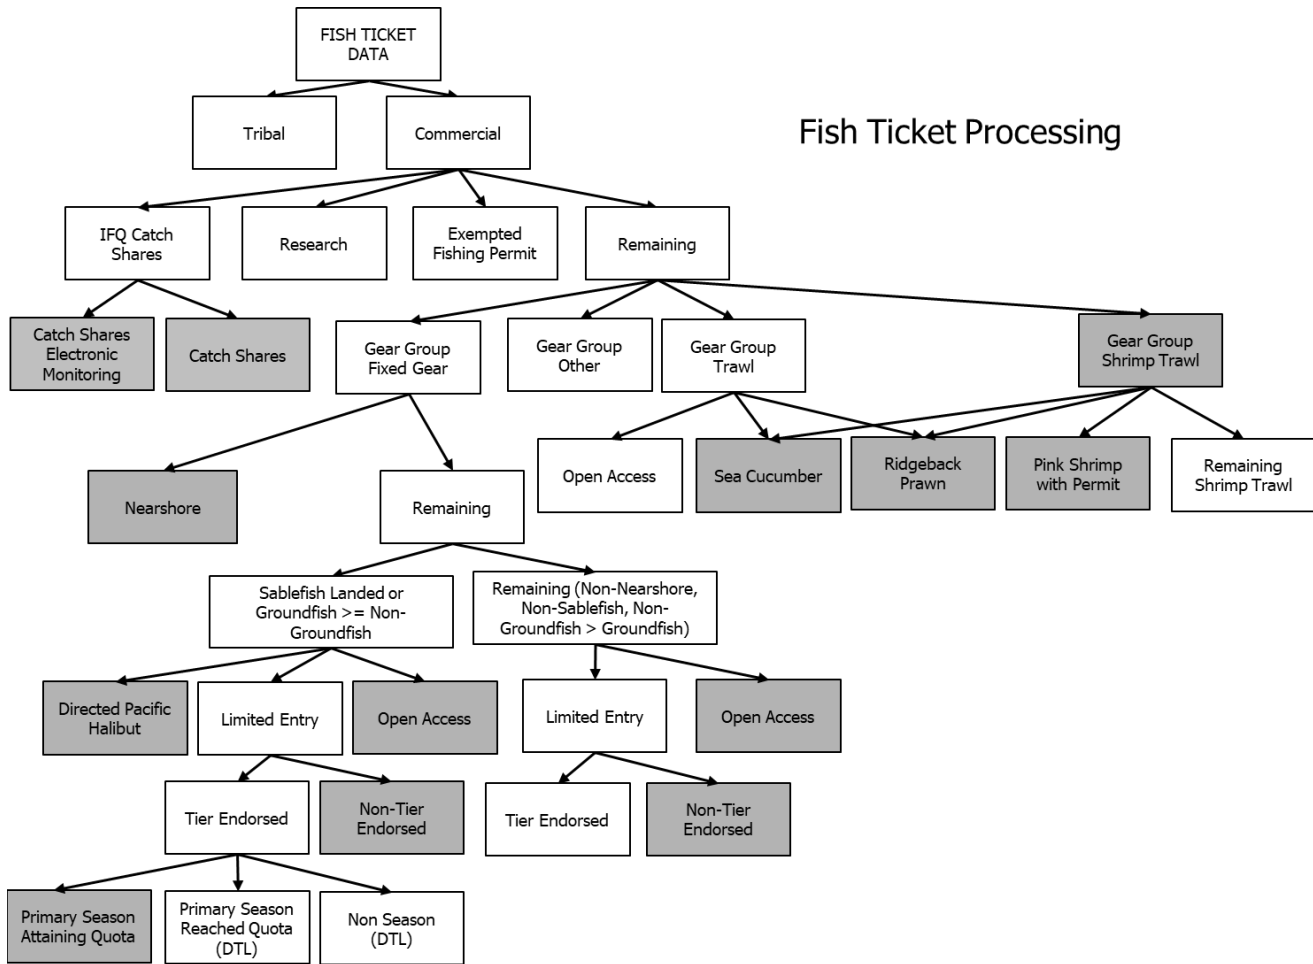 FISH TICKET
DATA
Tribal
Commercial
Fish Ticket Processing
IFQ Catch
Shares
Research
Exempted
Fishing Permit
Remaining
Catch Shares
Electronic
Monitoring
Catch Shares
Gear Group
Fixed Gear
Gear Group
Other
Gear Group
Trawl
Gear Group
Shrimp Trawl
Nearshore
Remaining
Open Access
Sea Cucumber
Ridgeback
Prawn
Pink Shrimp
with Permit
Remaining
Shrimp Trawl
Sablefish Landed or
Groundfish >= Non-
Groundfish
Remaining (Non-Nearshore,
Non-Sablefish, Non-
Groundfish > Groundfish)
Directed Pacific
Halibut
Limited Entry
Open Access
Limited Entry
Open Access
Tier Endorsed
Non-Tier
Endorsed
Tier Endorsed
Non-Tier
Endorsed
Primary Season
Attaining Quota
Primary Season
Reached Quota
(DTL)
Non Season
(DTL)